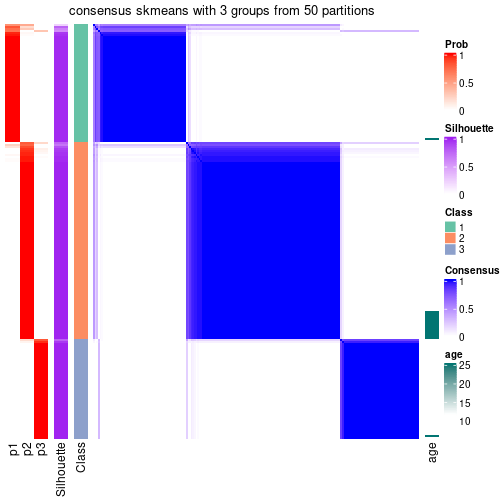 consensus skmeans with 3 groups from 50 partitions
p1
p2
p3
Silhouette
Class
age
Prob
1
0.5
0
Silhouette
1
0.5
0
Class
1
2
3
Consensus
1
0.5
0
age
25
20
15
10